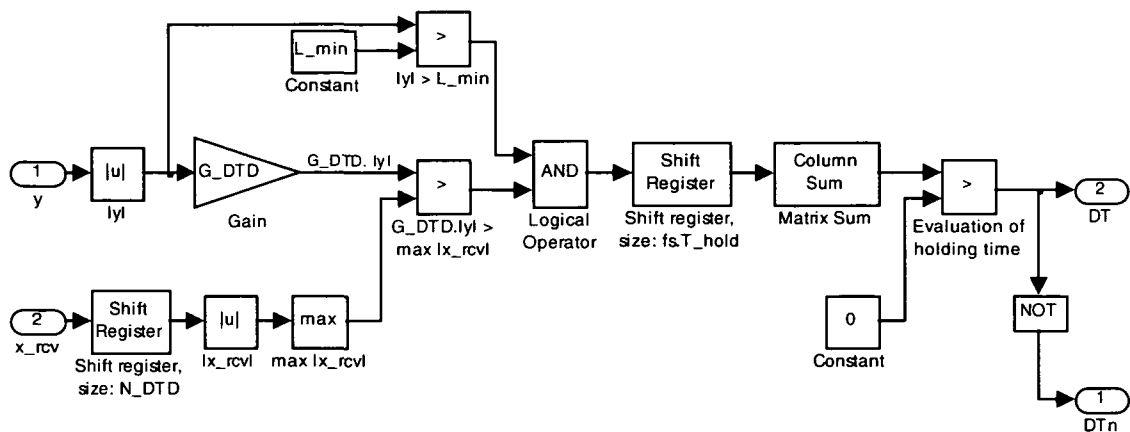 >
L_min
Constant
|y| > L_min
1
y
|u|
|y|
G_DTD
Gain
G_DTD. |y|
>
G_DTD.|y| >
max |x_rcv|
AND
Logical
Operator
Shift
Register
Shift register,
size: fs.T_hold
Column
Sum
Matrix Sum
>
Evaluation of
holding time
2
DT
2
x_rcv
Shift
Register
Shift register,
size: N_DTD
|u|
|x_rcv|
max
max |x_rcv|
0
Constant
NOT
1
DTn